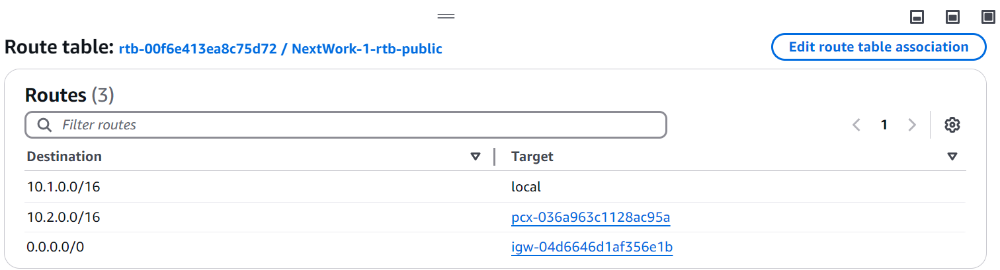 Route table: rtb-00f6e413ea8c75d72 / NextWork-1-rtb-public
Edit route table association
Routes (3)
Filter routes
1
Destination Target
10.1.0.0/16 local
10.2.0.0/16 pcx-036a963c1128ac95a
0.0.0.0/0 igw-04d6646d1af356e1b